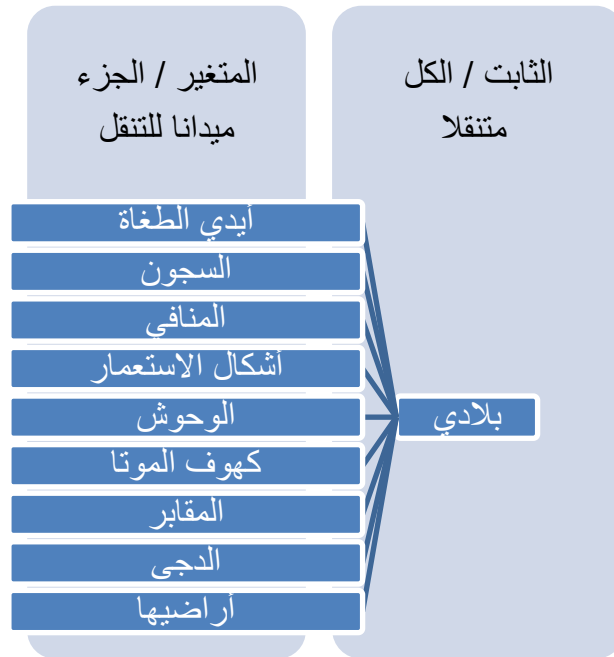 الثابت / الكل
متنقلا
المتغير / الجزء
ميدانا للتنقل
بلادي
أيدي الطغاة
السجون
المنافي
أشكال الاستعمار
الوحوش
كهوف الموتا
المقابر
الدجى
أراضيها